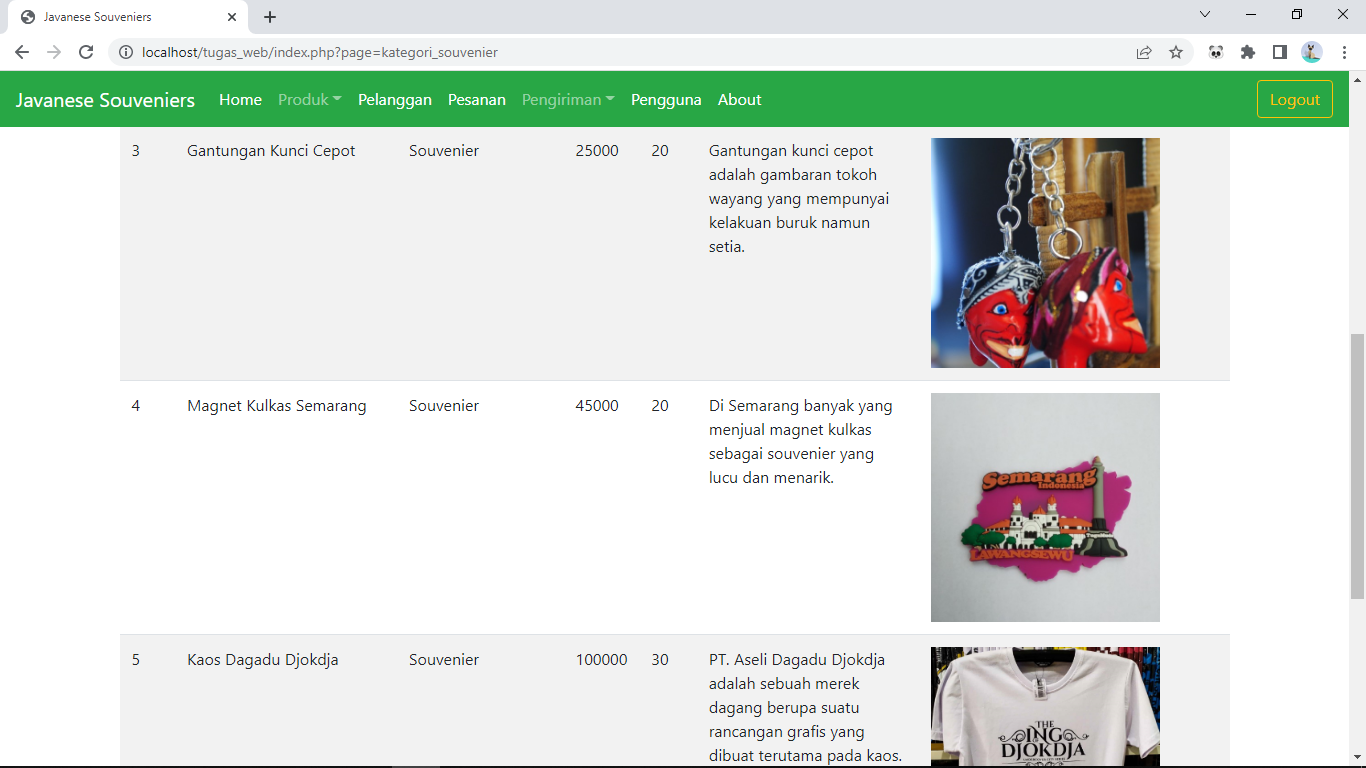 Javanese Souveniers
localhost/tugas_web/index.php?page=kategori_souvenier
Javanese Souveniers Home Produk Pelanggan Pesanan Pengiriman Pengguna About Logout
3 Gantungan Kunci Cepot Souvenier 25000 20 Gantungan kunci cepot
adalah gambaran tokoh
wayang yang mempunyai
kelakuan buruk namun
setia.
4 Magnet Kulkas Semarang Souvenier 45000 20 Di Semarang banyak yang
menjual magnet kulkas
sebagai souvenier yang
lucu dan menarik.
Semarang
Indonesia
LAWANGSEWU
5 Kaos Dagadu Djokdja Souvenier 100000 30 PT. Aseli Dagadu Djokdja
adalah sebuah merek
dagang berupa suatu
rancangan grafis yang
dibuat terutama pada kaos.
THE
ING
DJOKDJA